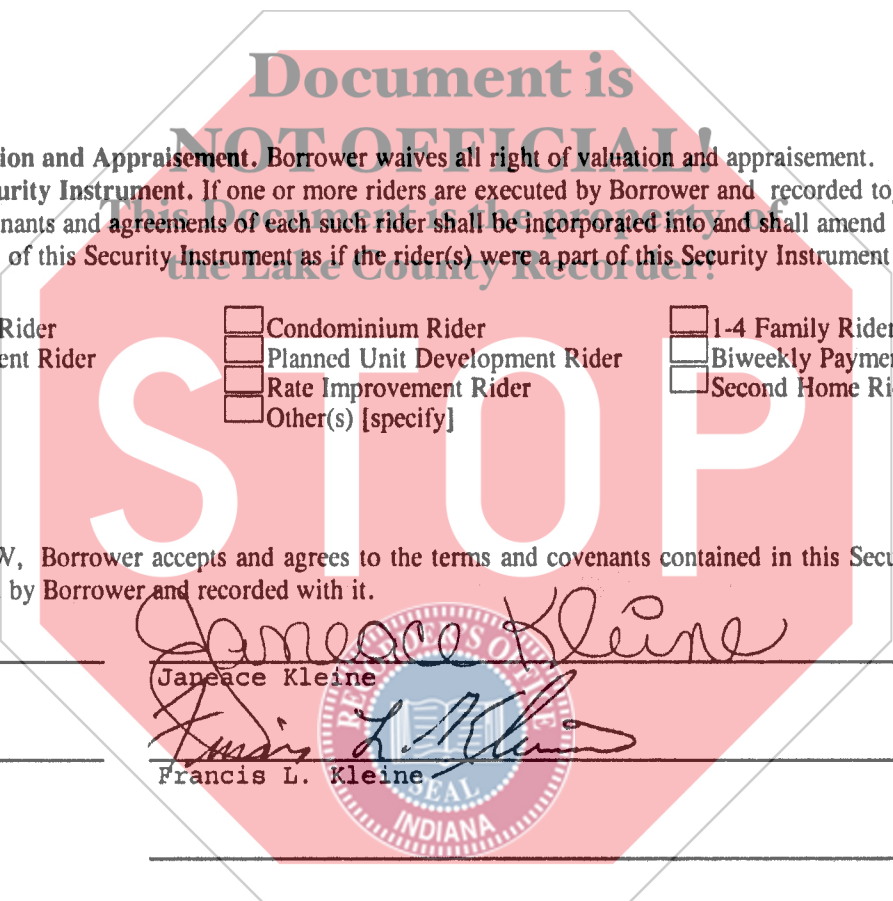 Document is
NOT OFFICIAL!
This Document is the property of
the Lake County Recorder!
STOP
ion and Appraisement. Borrower waives all right of valuation and appraisement.
urity Instrument. If one or more riders are executed by Borrower and recorded to
nants and agreements of each such rider shall be incorporated into and shall amend
of this Security Instrument as if the rider(s) were a part of this Security Instrument
Rider Condominium Rider 1-4 Family Rider
ent Rider Planned Unit Development Rider Biweekly Paymen
Rate Improvement Rider Second Home Ri
Other(s) [specify]
W, Borrower accepts and agrees to the terms and covenants contained in this Secu
by Borrower and recorded with it.
Janeace Kleine
Janeace Kleine
Francis L. Kleine
Francis L. Kleine
RECORDER'S OFFICE
SEAL
INDIANA